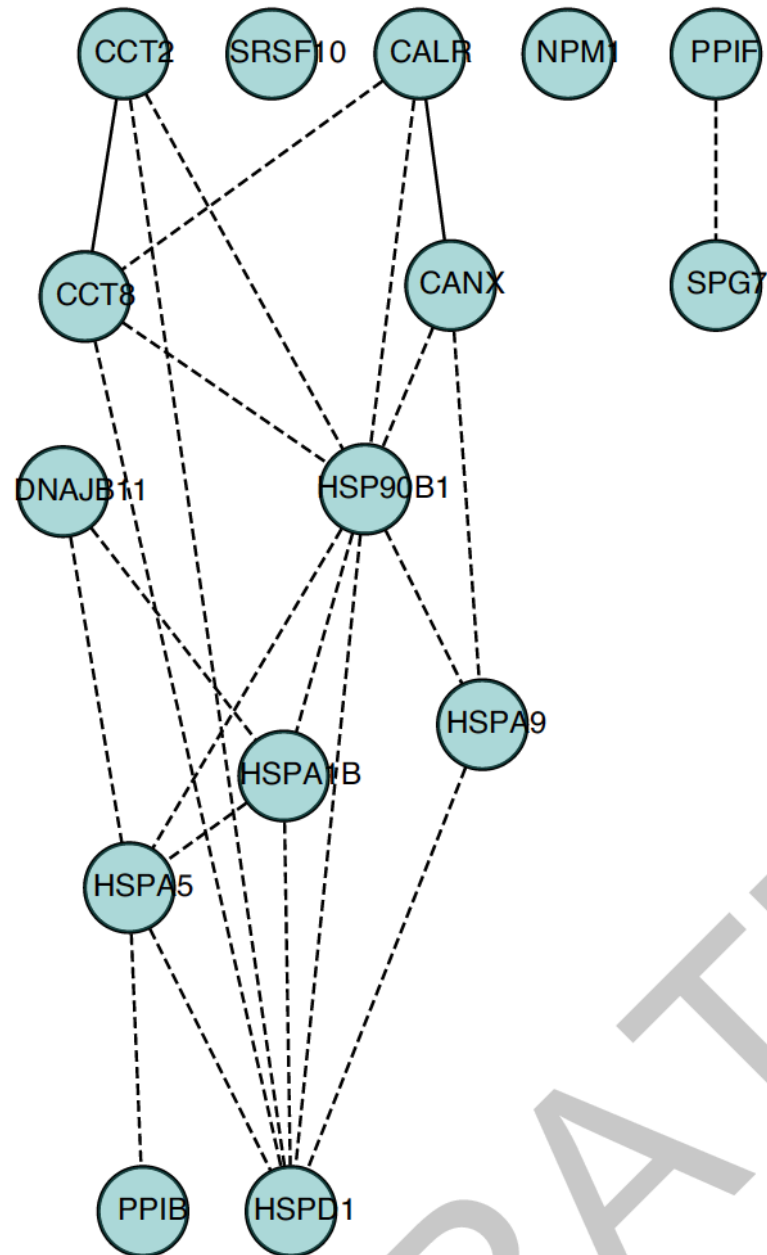 CCT2 SRSF10 CALR NPM1 PPIF
CCT8 CANX SPG7
DNAJB11 HSP90B1
HSPA9
HSPA1B
HSPA5
PPIB HSPD1